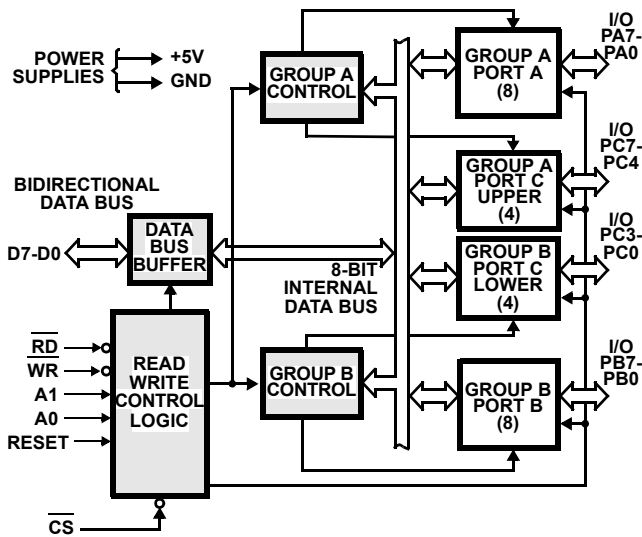 POWER
SUPPLIES
+5V
GND
GROUP A
CONTROL
GROUP A
PORT A
(8)
I/O
PA7-
PA0
GROUP A
PORT C
UPPER
(4)
I/O
PC7-
PC4
BIDIRECTIONAL
DATA BUS
D7-D0
DATA
BUS
BUFFER
8-BIT
INTERNAL
DATA BUS
GROUP B
PORT C
LOWER
(4)
I/O
PC3-
PC0
RD
WR
A1
A0
RESET
READ
WRITE
CONTROL
LOGIC
GROUP B
CONTROL
GROUP B
PORT B
(8)
I/O
PB7-
PB0
CS